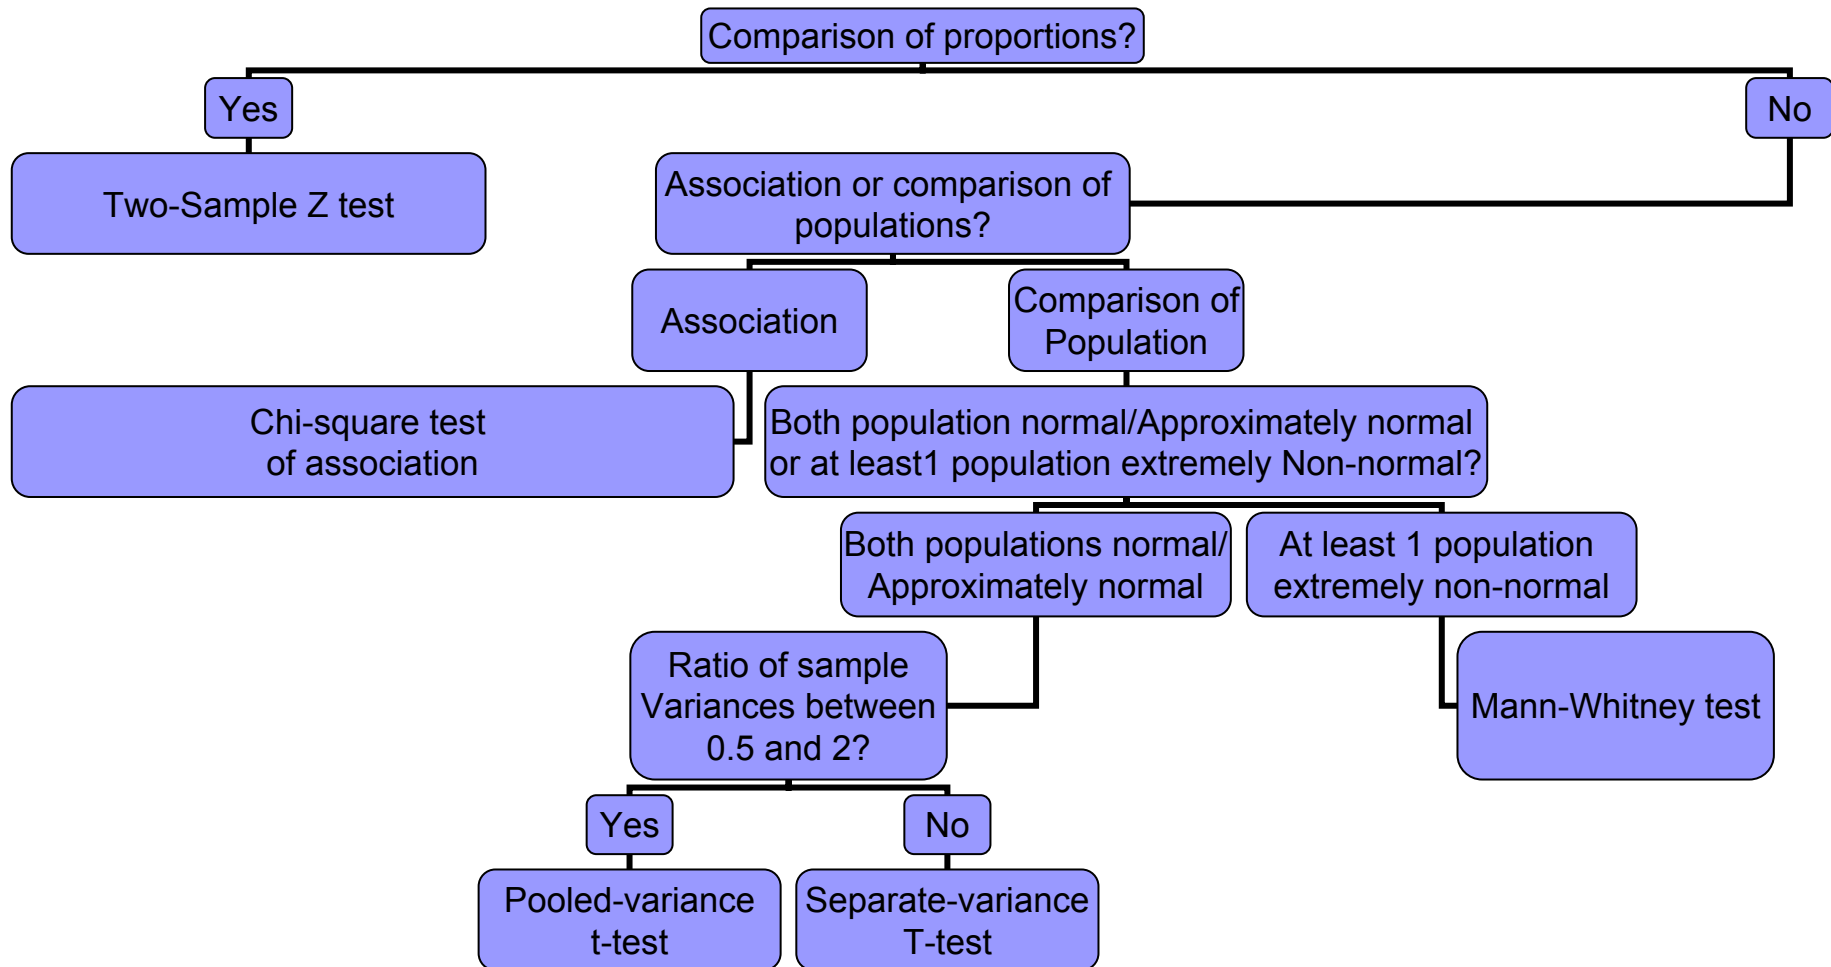 Comparison of proportions?
Yes
No
Two-Sample Z test
Association or comparison of
populations?
Association
Comparison of
Population
Chi-square test
of association
Both population normal/Approximately normal
or at least1 population extremely Non-normal?
Both populations normal/
Approximately normal
At least 1 population
extremely non-normal
Ratio of sample
Variances between
0.5 and 2?
Mann-Whitney test
Yes
No
Pooled-variance
t-test
Separate-variance
T-test